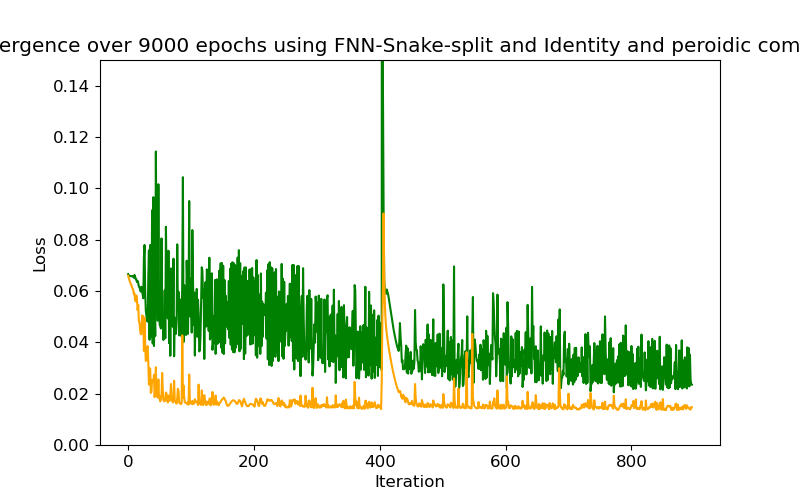 ergence over 9000 epochs using FNN-Snake-split and Identity and peroidic com
0.14
0.12
0.10
0.08
0.06
0.04
0.02
0.00
Loss
0 200 400 600 800
Iteration